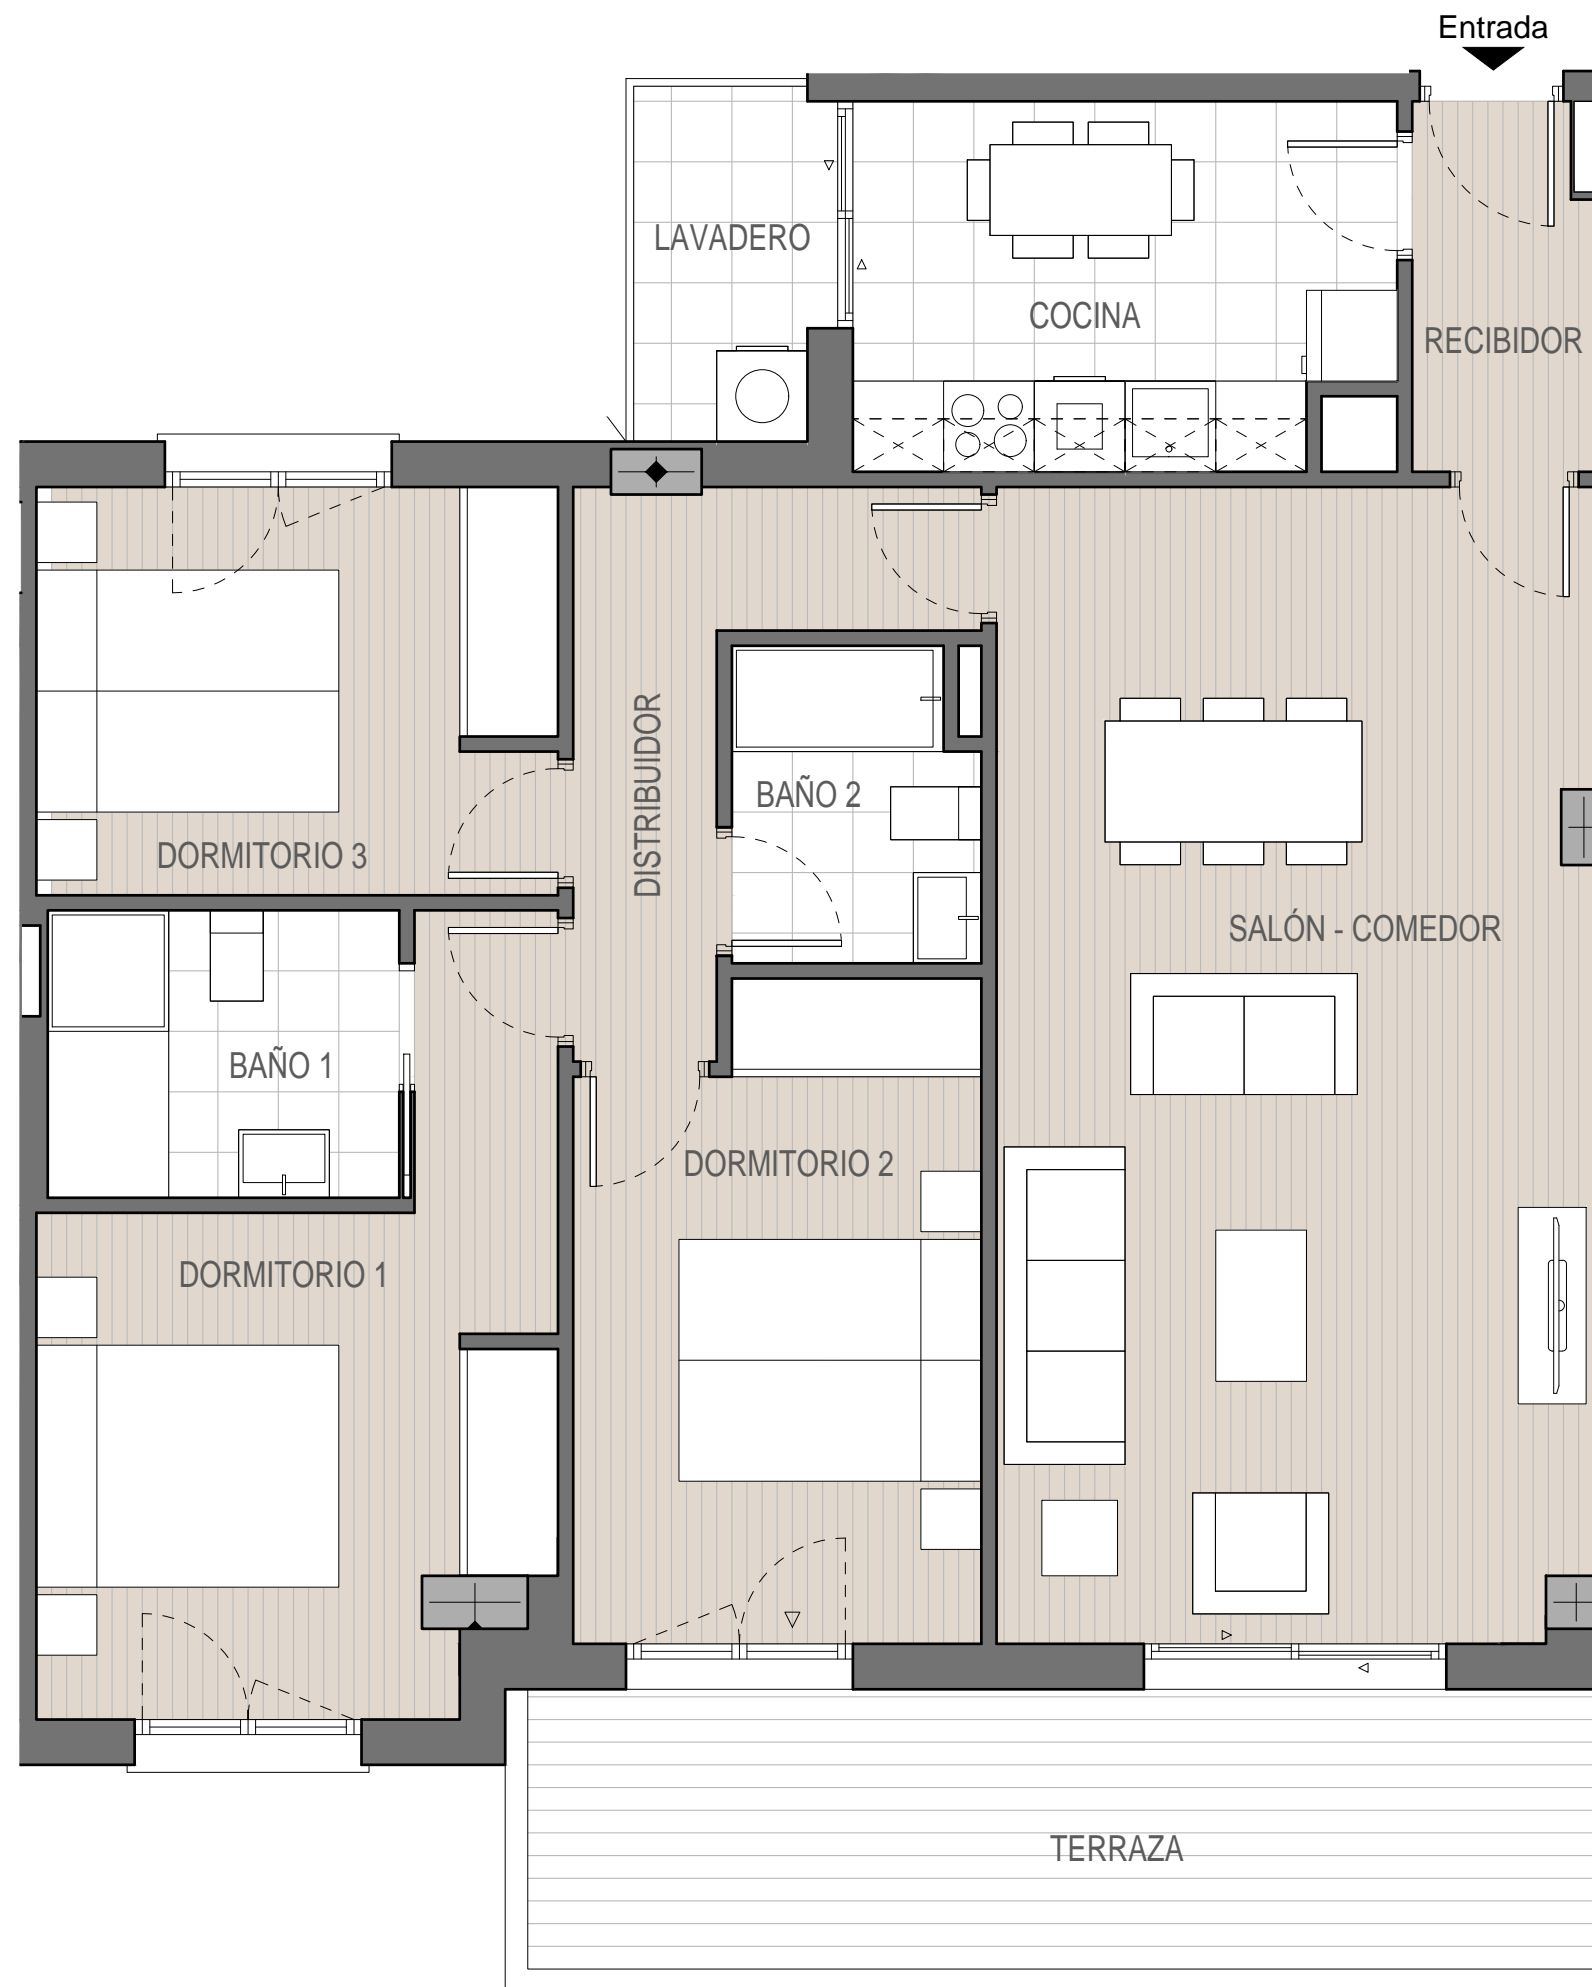 Entrada
LAVADERO
COCINA
RECIBIDOR
DISTRIBUIDOR
BAÑO 2
DORMITORIO 3
SALÓN - COMEDOR
BAÑO 1
DORMITORIO 2
DORMITORIO 1
TERRAZA